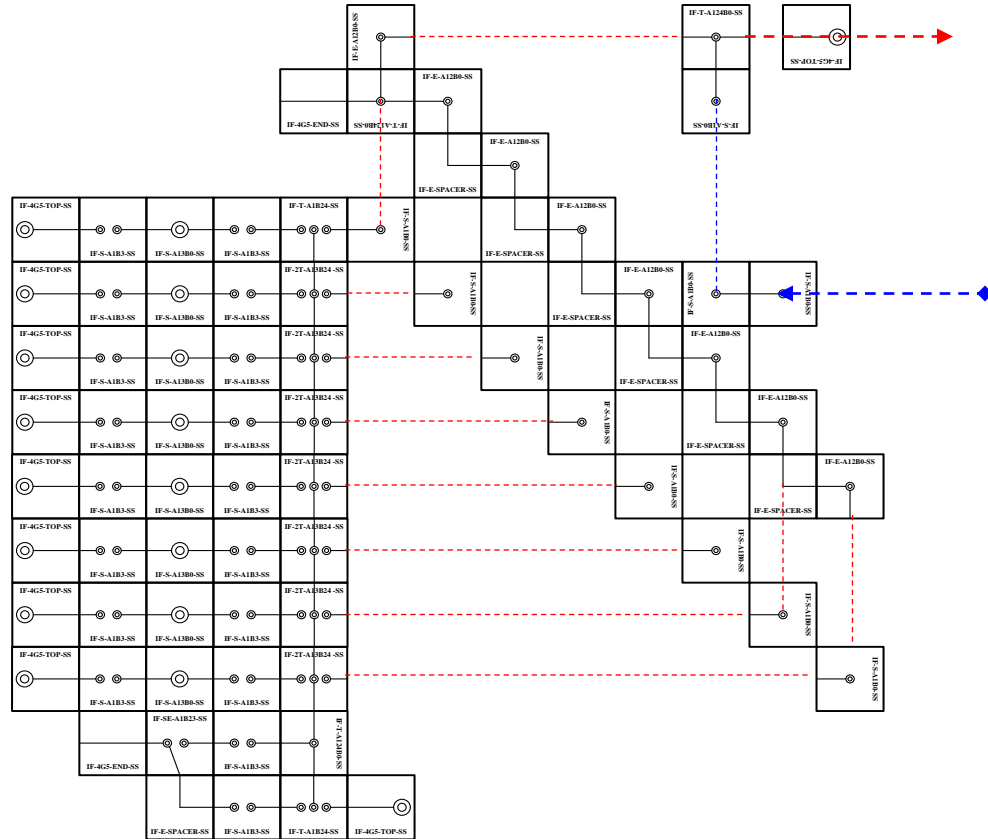 IF-E-A12B0-SS
IF-T-A124B0-SS
IF-4G5-TOP-SS
IF-E-A12B0-SS
IF-4G5-END-SS
IF-T-A124B0-SS
IF-S-A1B0-SS
IF-E-A12B0-SS
IF-E-SPACER-SS
IF-4G5-TOP-SS
IF-T-A1B24-SS
IF-S-A1B0-SS
IF-E-A12B0-SS
IF-S-A1B3-SS
IF-S-A13B0-SS
IF-S-A1B3-SS
IF-E-SPACER-SS
IF-4G5-TOP-SS
IF-2T-A13B24 -SS
IF-S-A1B0-SS
IF-E-A12B0-SS
IF-S-A1B0-SS
IF-S-A1B0-SS
IF-S-A1B3-SS
IF-S-A13B0-SS
IF-S-A1B3-SS
IF-E-SPACER-SS
IF-4G5-TOP-SS
IF-2T-A13B24 -SS
IF-S-A1B0-SS
IF-E-A12B0-SS
IF-S-A1B3-SS
IF-S-A13B0-SS
IF-S-A1B3-SS
IF-E-SPACER-SS
IF-4G5-TOP-SS
IF-2T-A13B24 -SS
IF-S-A1B0-SS
IF-E-A12B0-SS
IF-S-A1B3-SS
IF-S-A13B0-SS
IF-S-A1B3-SS
IF-E-SPACER-SS
IF-4G5-TOP-SS
IF-2T-A13B24 -SS
IF-S-A1B0-SS
IF-E-A12B0-SS
IF-S-A1B3-SS
IF-S-A13B0-SS
IF-S-A1B3-SS
IF-E-SPACER-SS
IF-4G5-TOP-SS
IF-2T-A13B24 -SS
IF-S-A1B0-SS
IF-S-A1B3-SS
IF-S-A13B0-SS
IF-S-A1B3-SS
IF-4G5-TOP-SS
IF-2T-A13B24 -SS
IF-S-A1B0-SS
IF-S-A1B3-SS
IF-S-A13B0-SS
IF-S-A1B3-SS
IF-4G5-TOP-SS
IF-2T-A13B24 -SS
IF-S-A1B0-SS
IF-S-A1B3-SS
IF-S-A13B0-SS
IF-S-A1B3-SS
IF-SE-A1B23-SS
IF-T-A124B0-SS
IF-4G5-END-SS
IF-S-A1B3-SS
IF-E-SPACER-SS
IF-S-A1B3-SS
IF-T-A1B24-SS
IF-4G5-TOP-SS